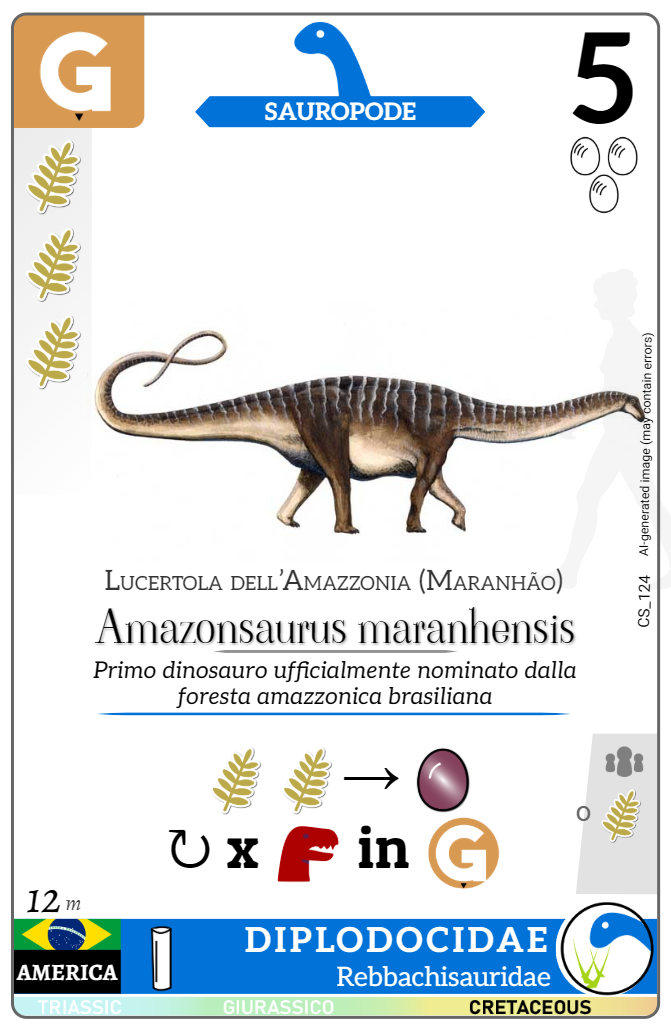 G
SAUROPODE
5
AI-generated image (may contain errors)
CS_124
Lucertola dell'Amazzonia (Maranhão)
Amazonsaurus maranhensis
Primo dinosauro ufficialmente nominato dalla
foresta amazzonica brasiliana
o
x in G
12 m
AMERICA
DIPLODOCIDAE
Rebbachisauridae
TRIASSIC GIURASSICO CRETACEOUS